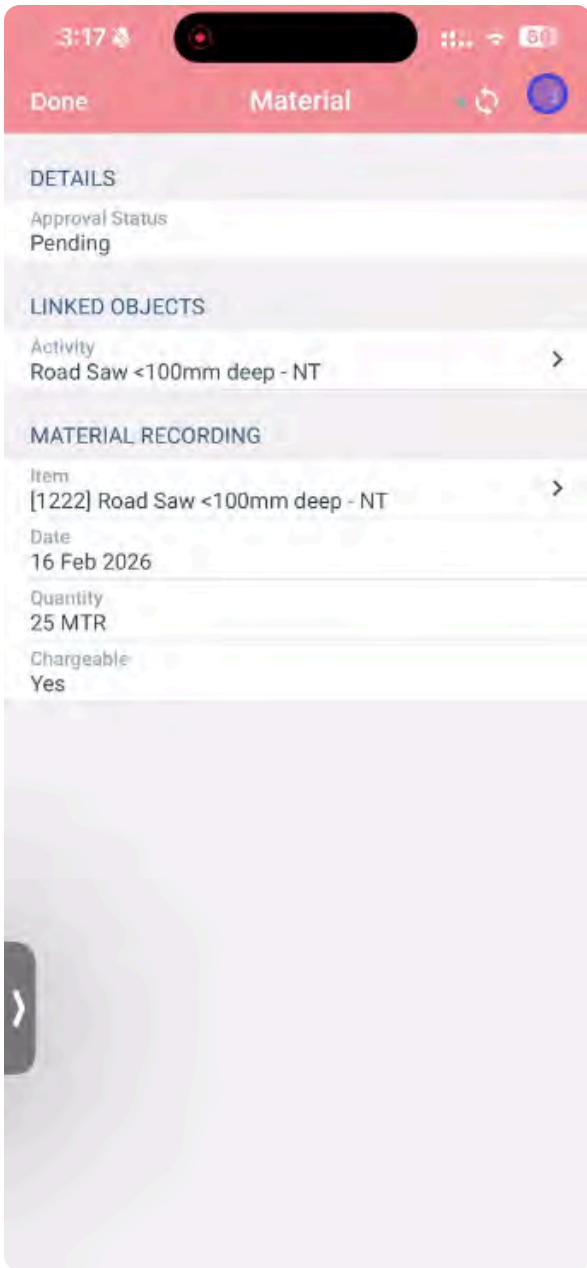 3:17
Done
Material
DETAILS
Approval Status
Pending
LINKED OBJECTS
Activity
Road Saw <100mm deep - NT
MATERIAL RECORDING
Item
[1222] Road Saw <100mm deep - NT
Date
16 Feb 2026
Quantity
25 MTR
Chargeable
Yes